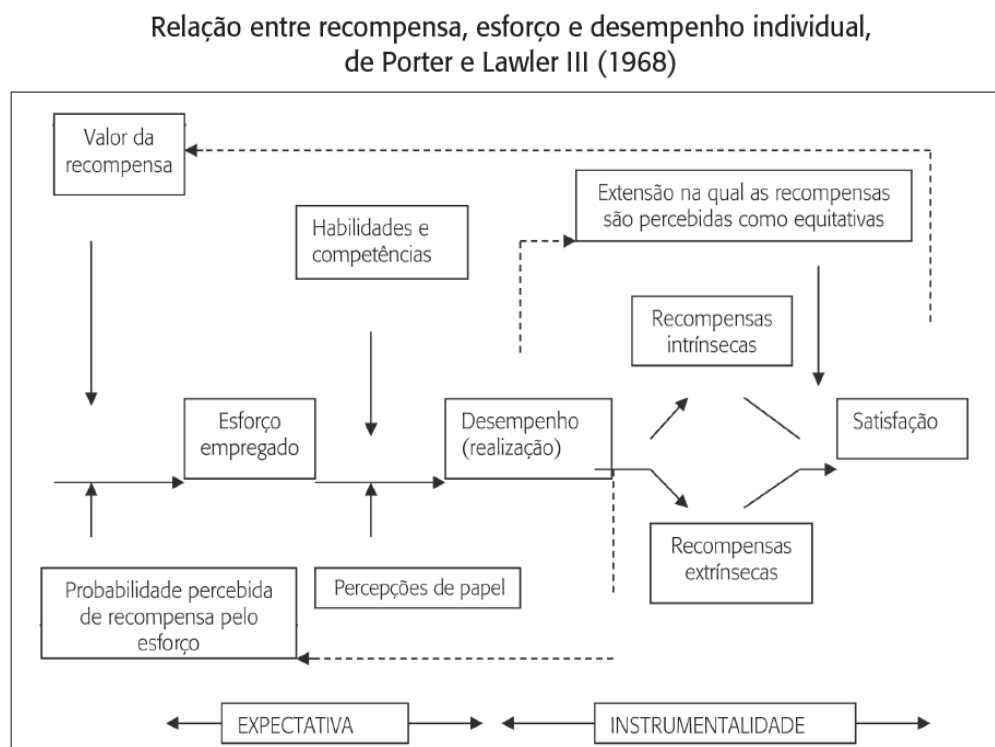 Relação entre recompensa, esforço e desempenho individual,
de Porter e Lawler III (1968)
Valor da
recompensa
Extensão na qual as recompensas
são percebidas como equitativas
Habilidades e
competências
Recompensas
intrínsecas
Esforço
empregado
Desempenho
(realização)
Satisfação
Recompensas
extrínsecas
Probabilidade percebida
de recompensa pelo
esforço
Percepções de papel
EXPECTATIVA
INSTRUMENTALIDADE